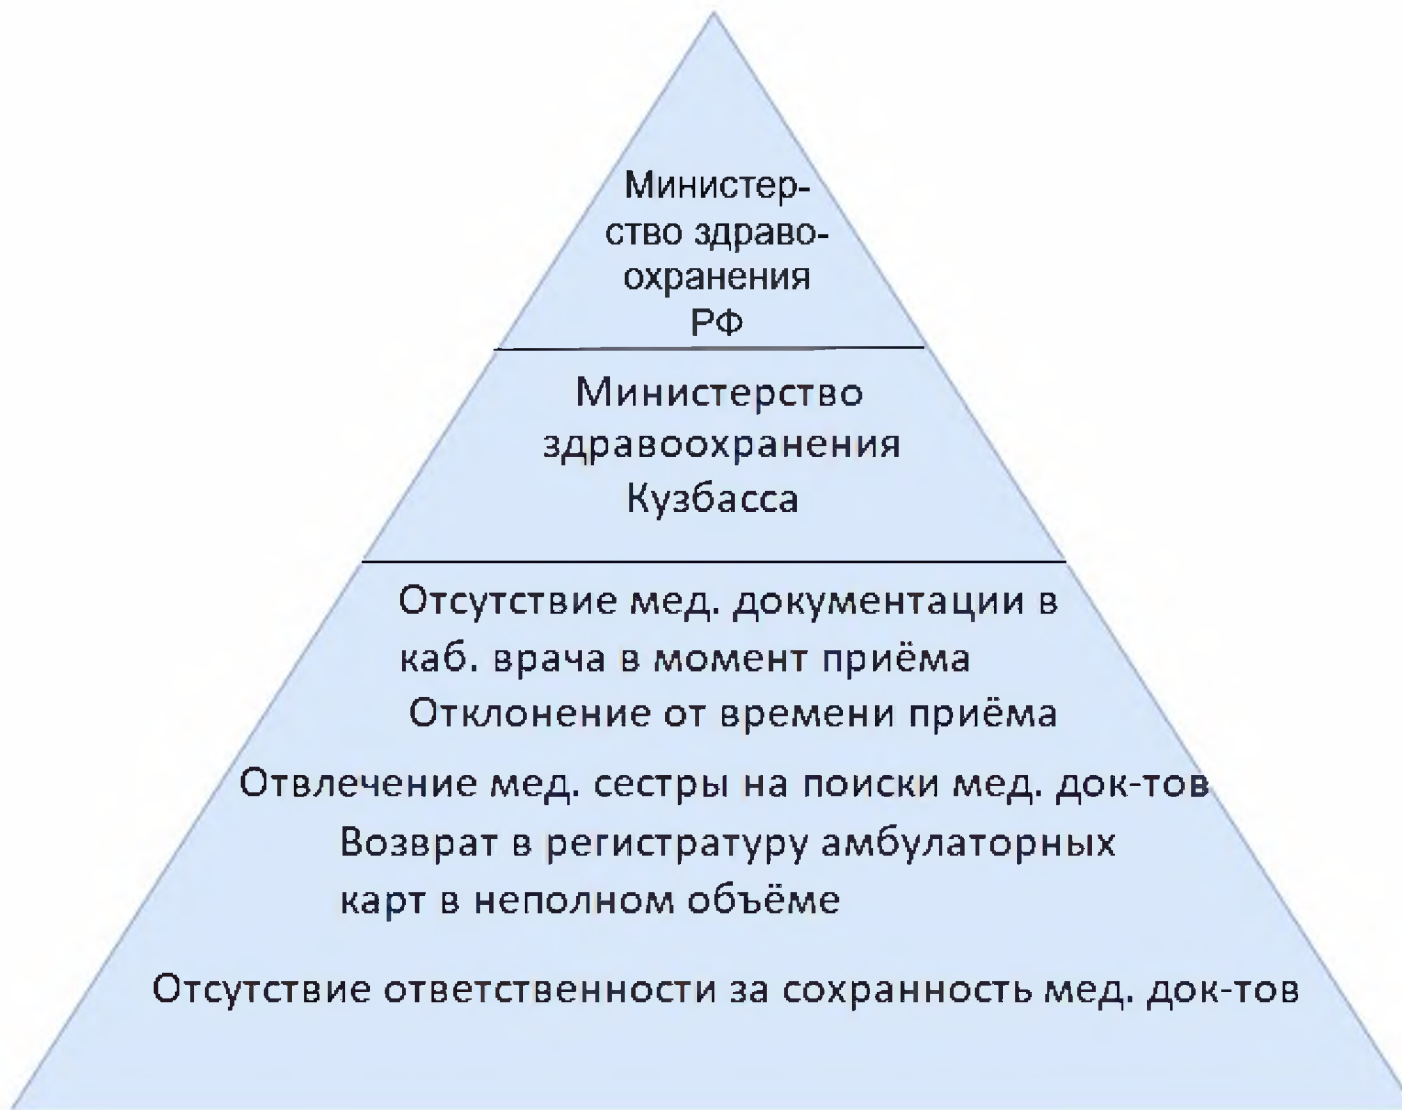 Министер-
ство здраво-
охранения
РФ
Министерство
здравоохранения
Кузбасса
Отсутствие мед. документации в
каб. врача в момент приёма
Отклонение от времени приёма
Отвлечение мед. сестры на поиски мед. док-тов
Возврат в регистратуру амбулаторных
карт в неполном объёме
Отсутствие ответственности за сохранность мед. док-тов